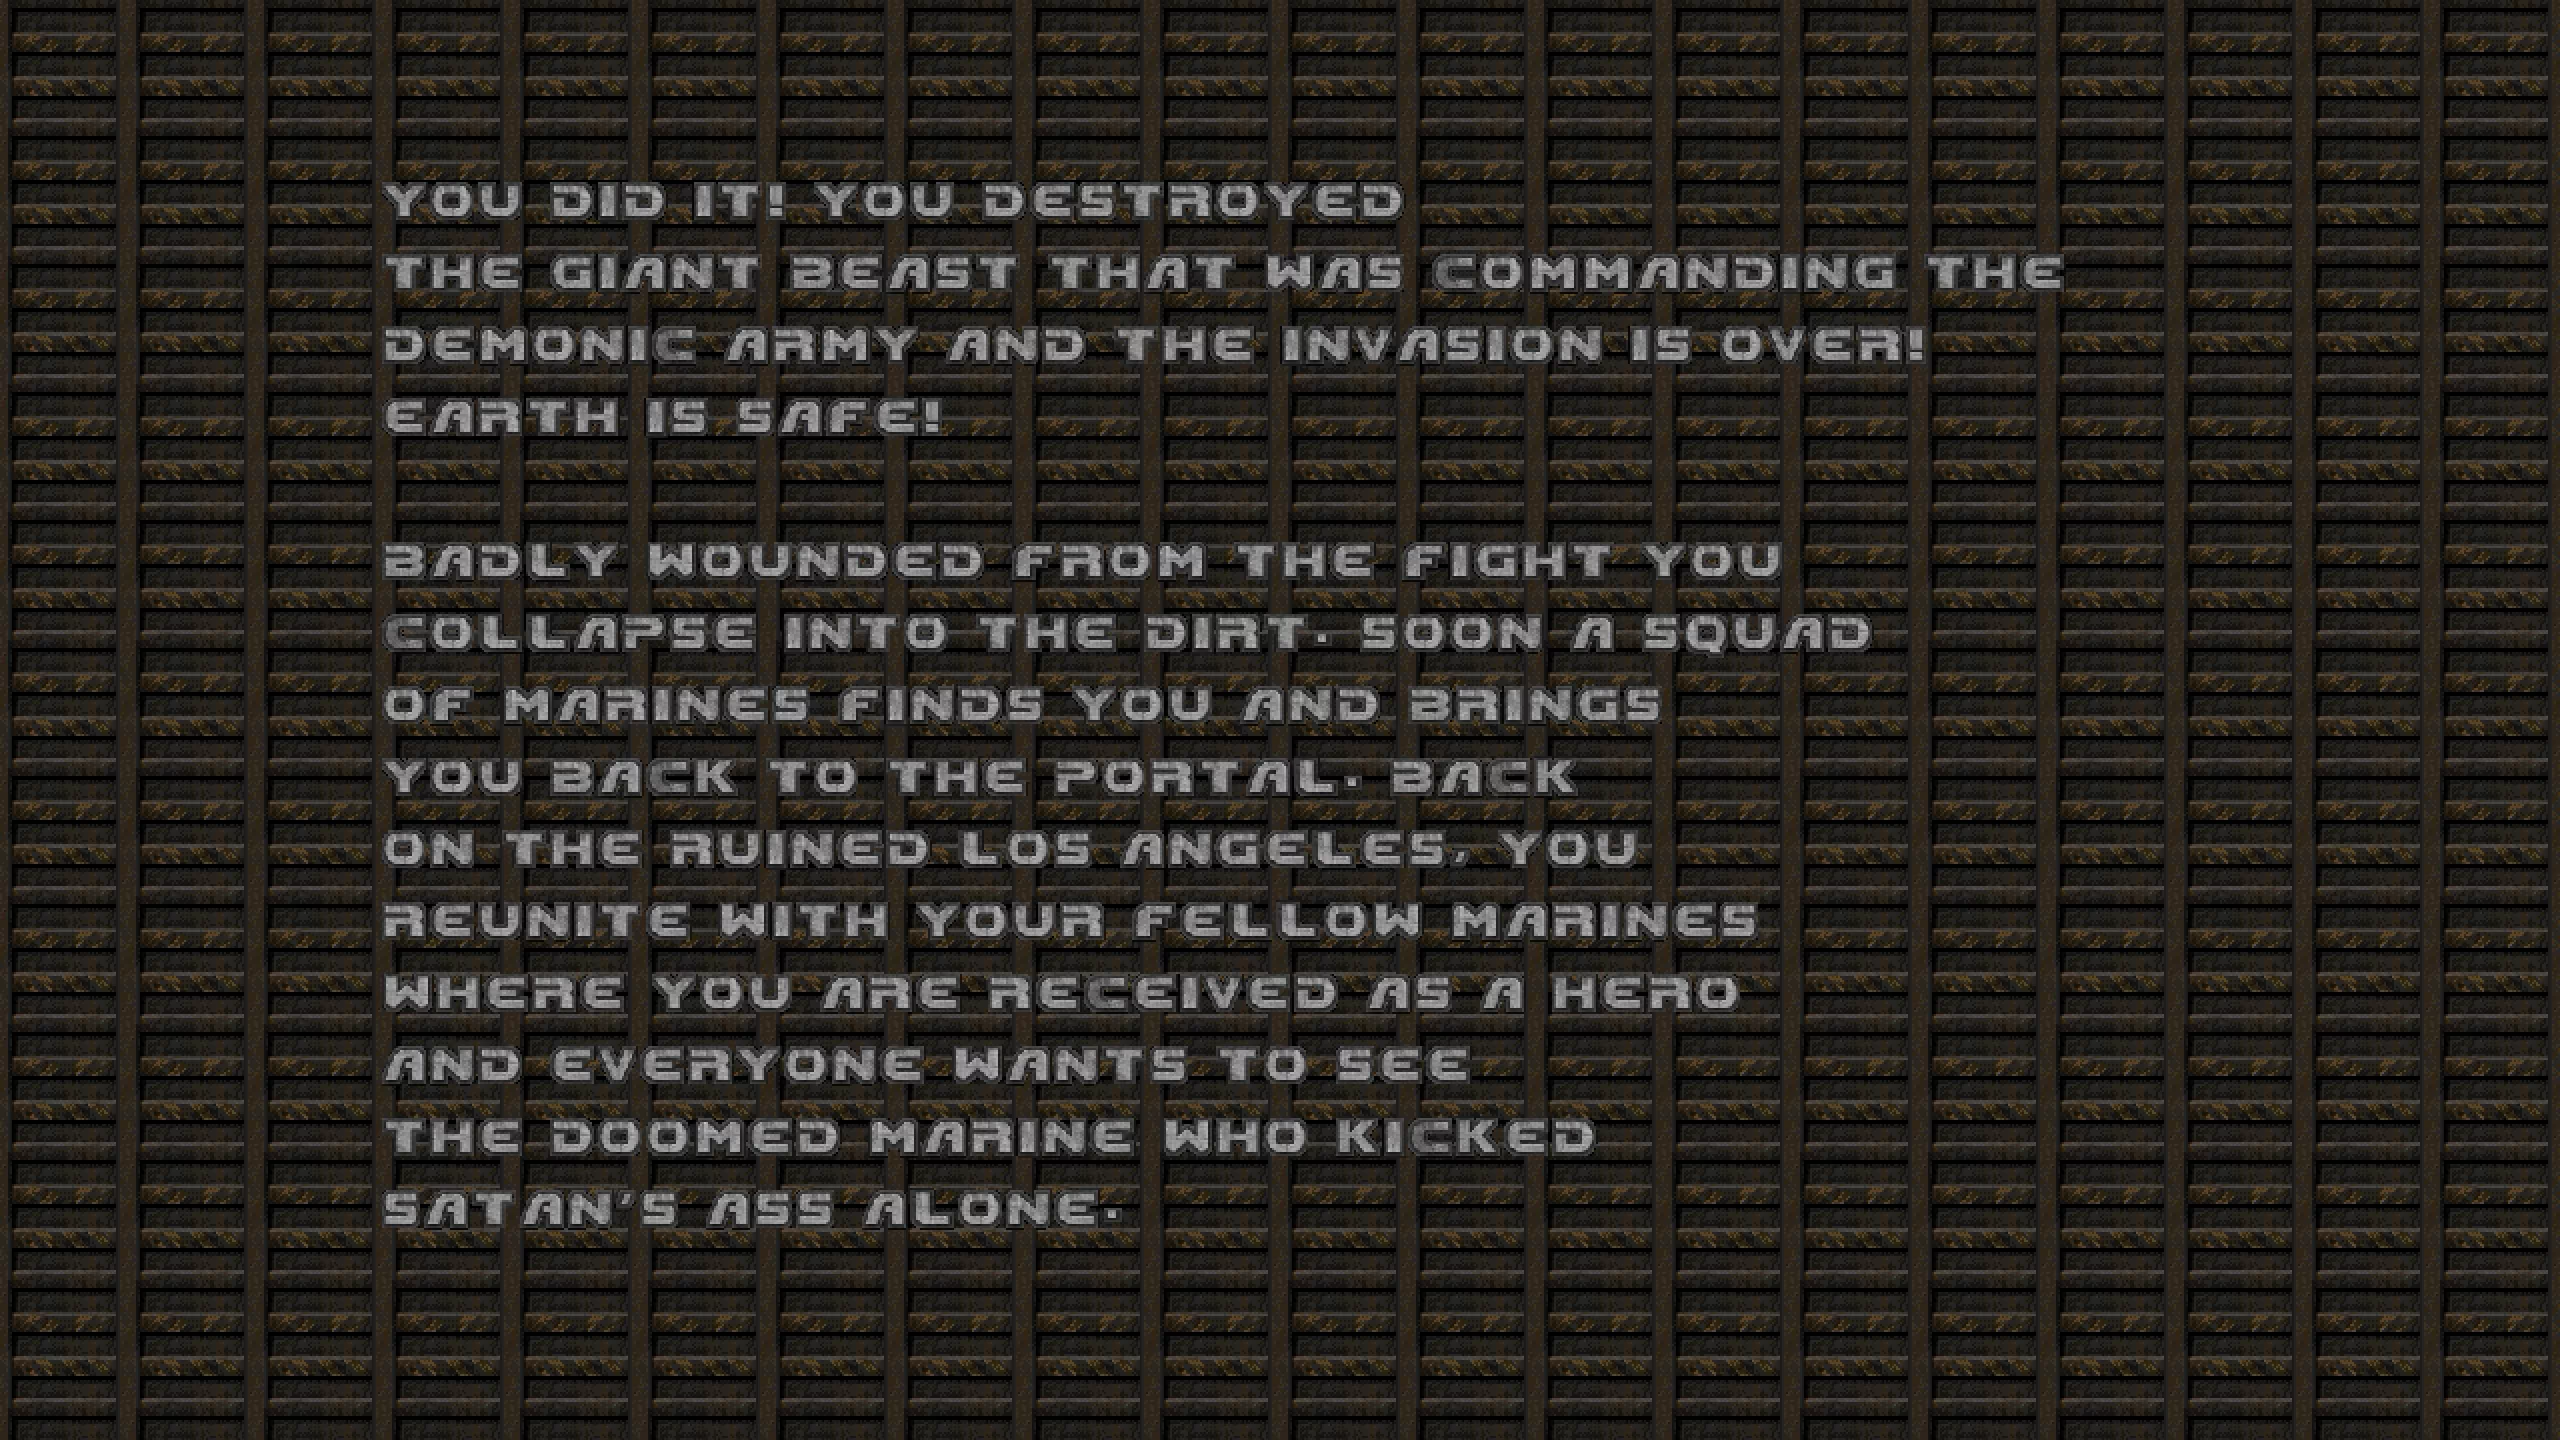 YOU DID IT! YOU DESTROYED
THE GIANT BEAST THAT WAS COMMANDING THE
DEMONIC ARMY AND THE INVASION IS OVER!
EARTH IS SAFE!
BADLY WOUNDED FROM THE FIGHT YOU
COLLAPSE INTO THE DIRT. SOON A SQUAD
OF MARINES FINDS YOU AND BRINGS
YOU BACK TO THE PORTAL. BACK
ON THE RUINED LOS ANGELES, YOU
REUNITE WITH YOUR FELLOW MARINES
WHERE YOU ARE RECEIVED AS A HERO
AND EVERYONE WANTS TO SEE
THE DOOMED MARINE WHO KICKED
SATAN'S ASS ALONE.